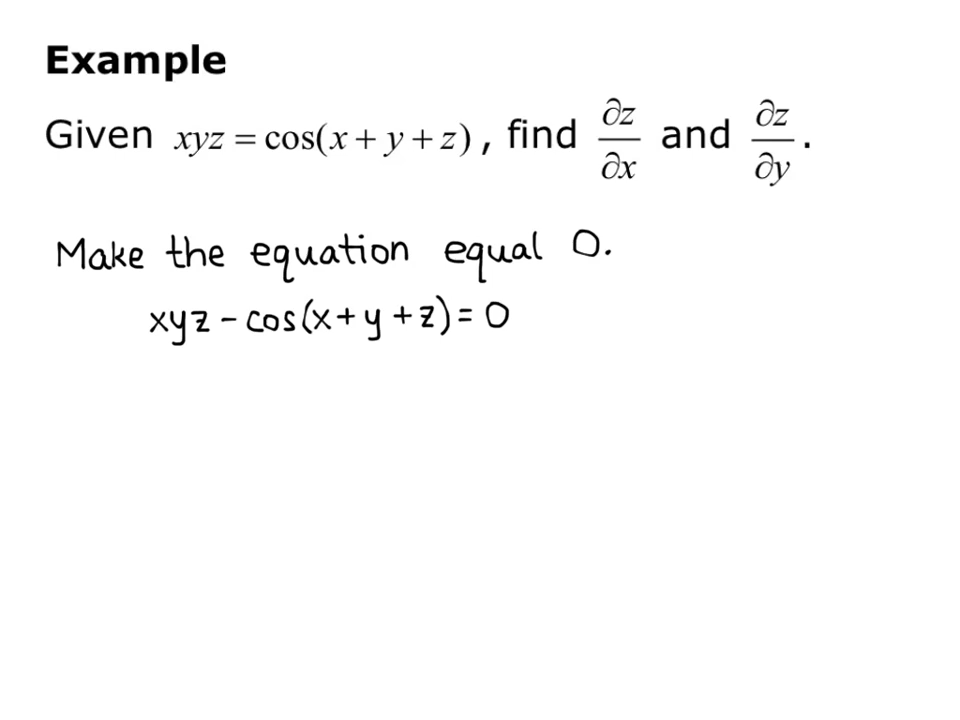 Example
Given xyz = cos(x + y + z), find ∂z/∂x and ∂z/∂y.
Make the equation equal 0.
xyz - cos(x + y + z) = 0